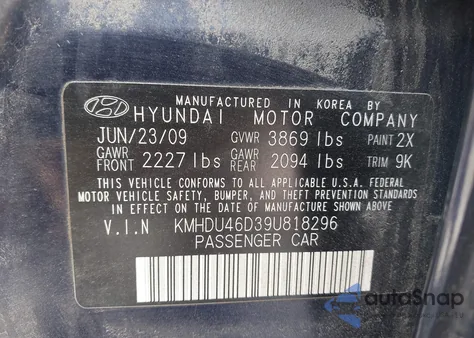 MANUFACTURED IN KOREA BY
HYUNDAI MOTOR COMPANY
JUN/23/09 GVWR 3869 lbs PAINT 2X
GAWR FRONT 2227 lbs GAWR REAR 2094 lbs TRIM 9K
THIS VEHICLE CONFORMS TO ALL APPLICABLE U.S.A. FEDERAL
MOTOR VEHICLE SAFETY, BUMPER, AND THEFT PREVENTION STANDARDS
IN EFFECT ON THE DATE OF MANUFACTURE SHOWN ABOVE.
V.I.N KMHDU46D39U818296
PASSENGER CAR
autoSnap